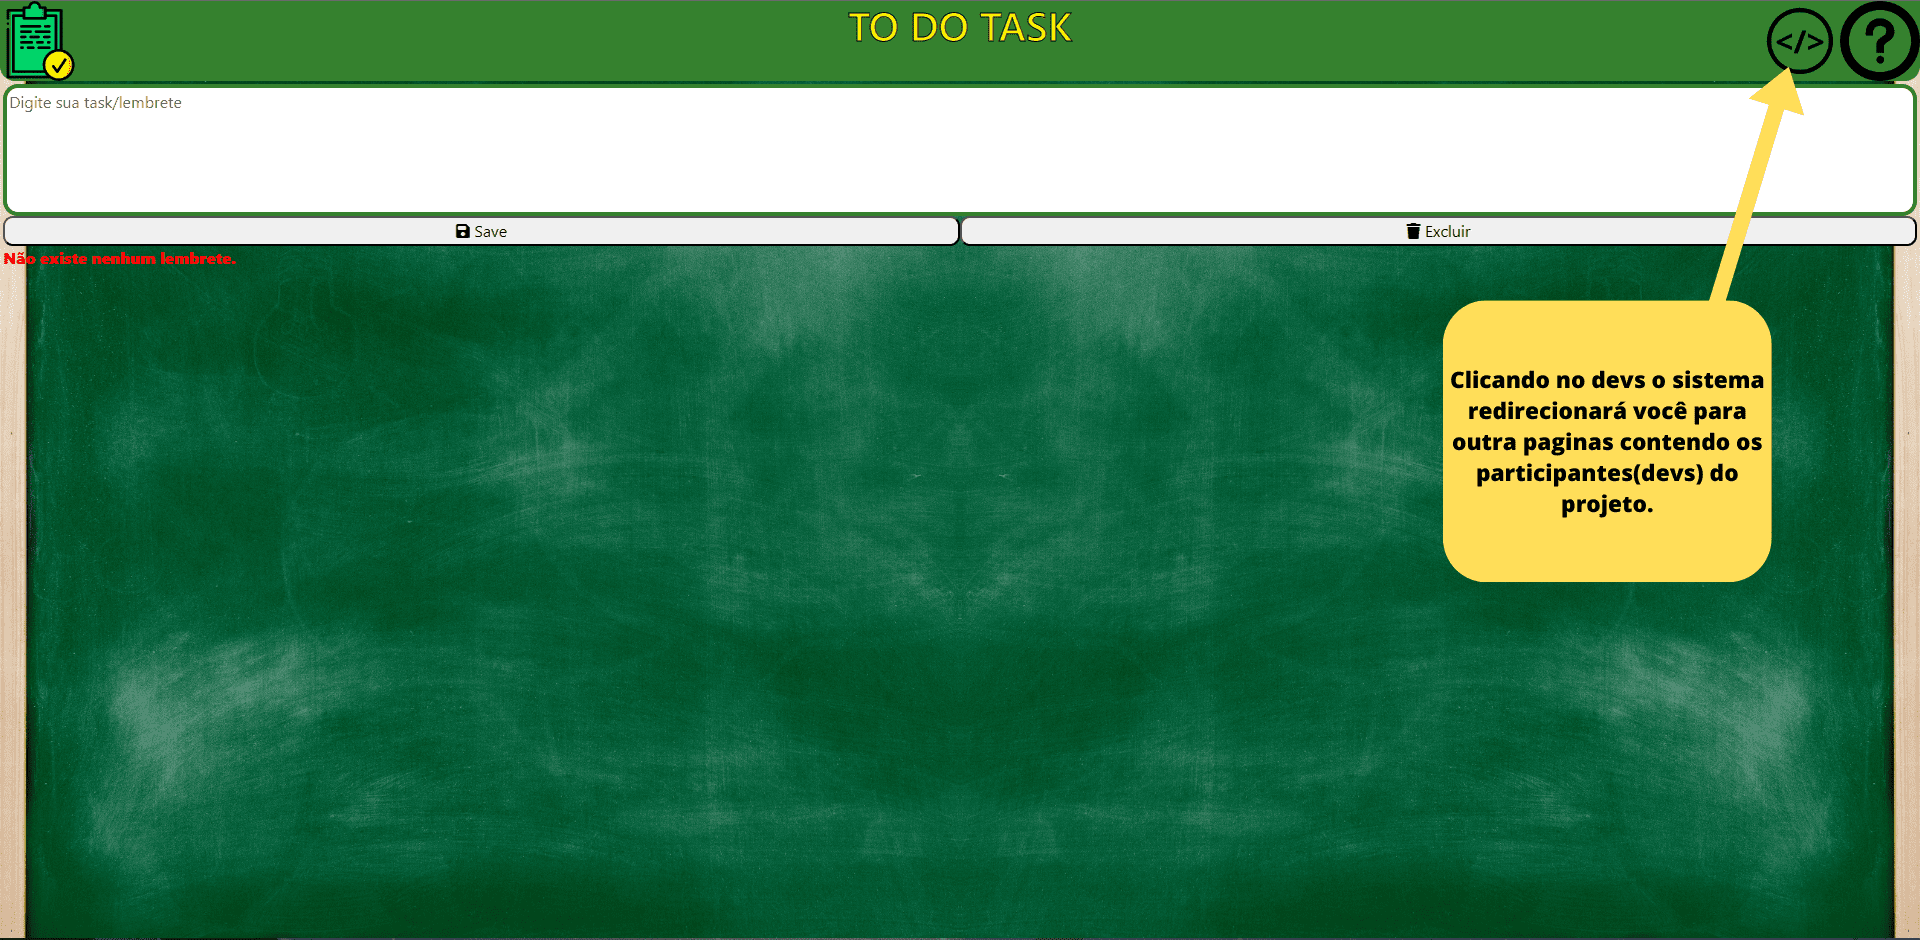 TO DO TASK
</>
?
Digite sua task/lembrete
Save
Excluir
Não existe nenhum lembrete.
Clicando no devs o sistema
redirecionará você para
outra paginas contendo os
participantes(devs) do
projeto.